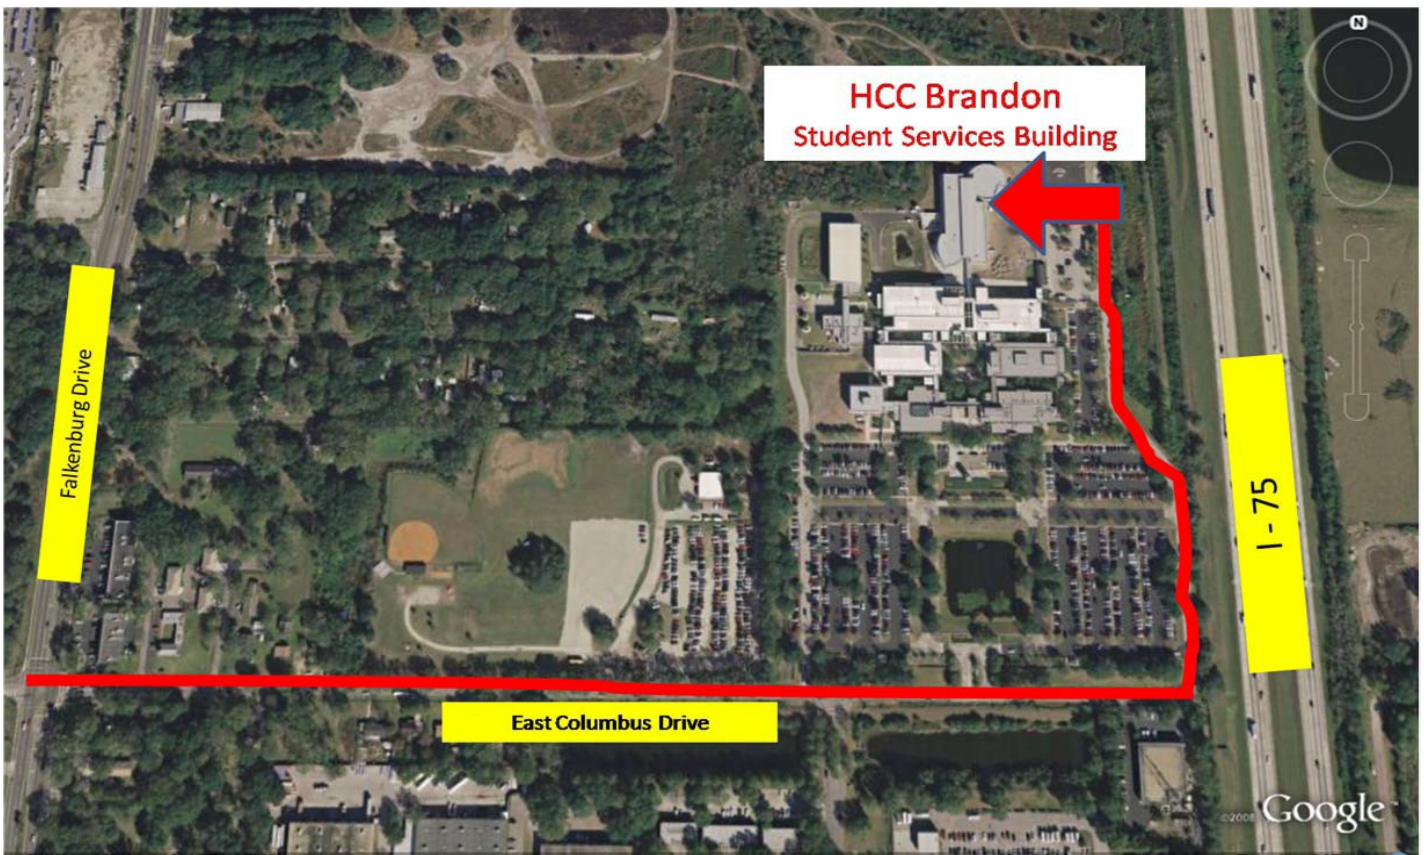 N
HCC Brandon
Student Services Building
Falkenburg Drive
I - 75
East Columbus Drive
©2008 Google